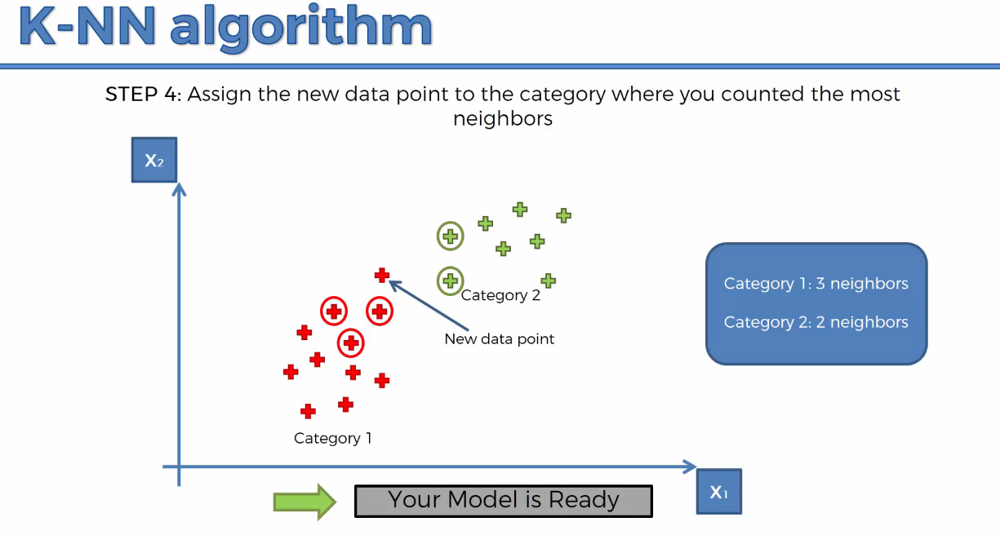 K-NN algorithm
STEP 4: Assign the new data point to the category where you counted the most
neighbors
X2
Category 2
New data point
Category 1: 3 neighbors
Category 2: 2 neighbors
Category 1
X1
Your Model is Ready